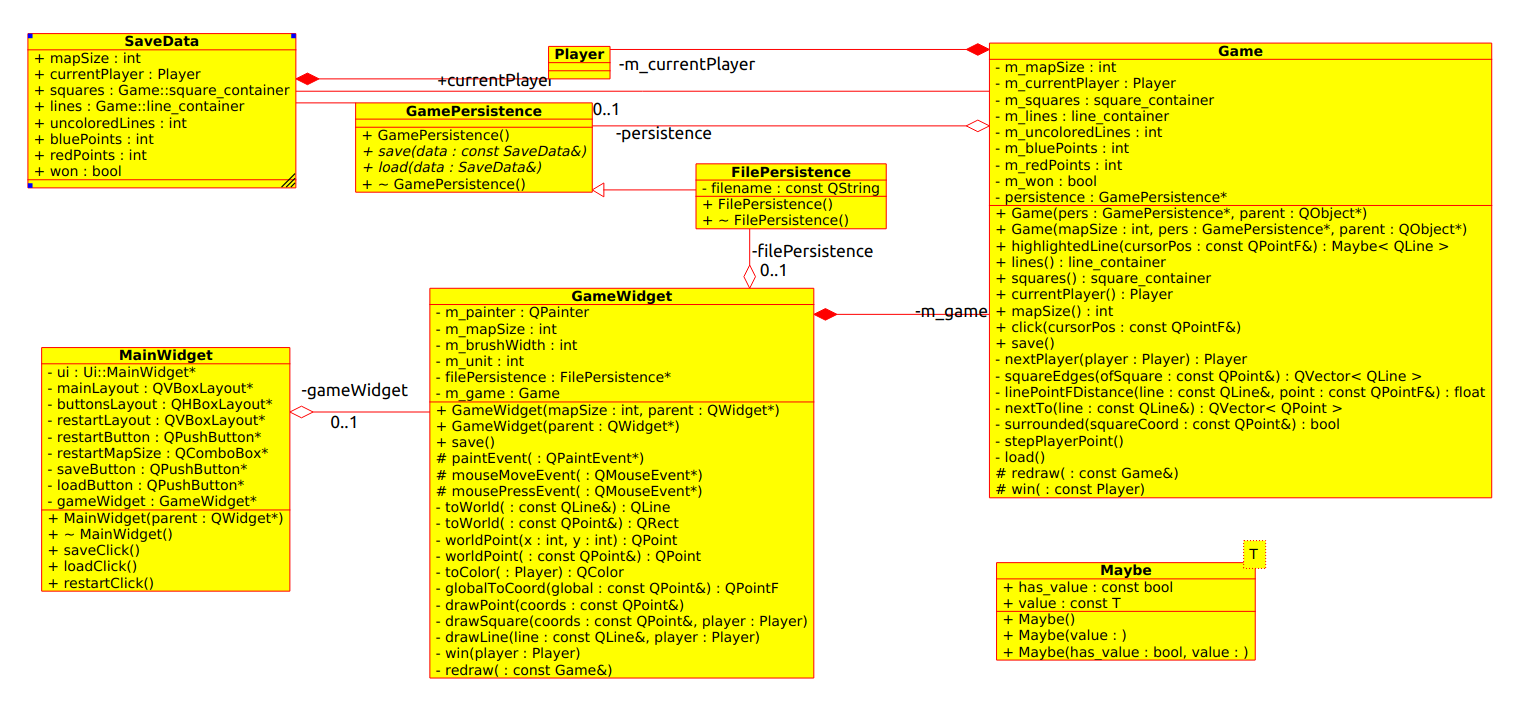 SaveData
+ mapSize : int
+ currentPlayer : Player
+ squares : Game::square_container
+ lines : Game::line_container
+ uncoloredLines : int
+ bluePoints : int
+ redPoints : int
+ won : bool
+currentPlayer
Player
-m_currentPlayer
GamePersistence
+ GamePersistence()
+ save(data : const SaveData&)
+ load(data : SaveData&)
+ ~ GamePersistence()
0..1
-persistence
FilePersistence
- filename : const QString
+ FilePersistence()
+ ~ FilePersistence()
-filePersistence
0..1
Game
- m_mapSize : int
- m_currentPlayer : Player
- m_squares : square_container
- m_lines : line_container
- m_uncoloredLines : int
- m_bluePoints : int
- m_redPoints : int
- m_won : bool
- persistence : GamePersistence*
+ Game(pers : GamePersistence*, parent : QObject*)
+ Game(mapSize : int, pers : GamePersistence*, parent : QObject*)
+ highlightedLine(cursorPos : const QPointF&) : Maybe< QLine >
+ lines() : line_container
+ squares() : square_container
+ currentPlayer() : Player
+ mapSize() : int
+ click(cursorPos : const QPointF&)
+ save()
- nextPlayer(player : Player) : Player
- squareEdges(ofSquare : const QPoint&) : QVector< QLine >
- linePointFDistance(line : const QLine&, point : const QPointF&) : float
- nextTo(line : const QLine&) : QVector< QPoint >
- surrounded(squareCoord : const QPoint&) : bool
- stepPlayerPoint()
- load()
# redraw( : const Game&)
# win( : const Player)
GameWidget
- m_painter : QPainter
- m_mapSize : int
- m_brushWidth : int
- m_unit : int
- filePersistence : FilePersistence*
- m_game : Game
+ GameWidget(mapSize : int, parent : QWidget*)
+ GameWidget(parent : QWidget*)
+ save()
# paintEvent( : QPaintEvent*)
# mouseMoveEvent( : QMouseEvent*)
# mousePressEvent( : QMouseEvent*)
- toWorld( : const QLine&) : QLine
- toWorld( : const QPoint&) : QRect
- worldPoint(x : int, y : int) : QPoint
- worldPoint( : const QPoint&) : QPoint
- toColor( : Player) : QColor
- globalToCoord(global : const QPoint&) : QPointF
- drawPoint(coords : const QPoint&)
- drawSquare(coords : const QPoint&, player : Player)
- drawLine(line : const QLine&, player : Player)
- win(player : Player)
- redraw( : const Game&)
-m_game
MainWidget
- ui : Ui::MainWidget*
- mainLayout : QVBoxLayout*
- buttonsLayout : QHBoxLayout*
- restartLayout : QVBoxLayout*
- restartButton : QPushButton*
- restartMapSize : QComboBox*
- saveButton : QPushButton*
- loadButton : QPushButton*
- gameWidget : GameWidget*
+ MainWidget(parent : QWidget*)
+ ~ MainWidget()
+ saveClick()
+ loadClick()
+ restartClick()
-gameWidget
0..1
T
Maybe
+ has_value : const bool
+ value : const T
+ Maybe()
+ Maybe(value : )
+ Maybe(has_value : bool, value : )